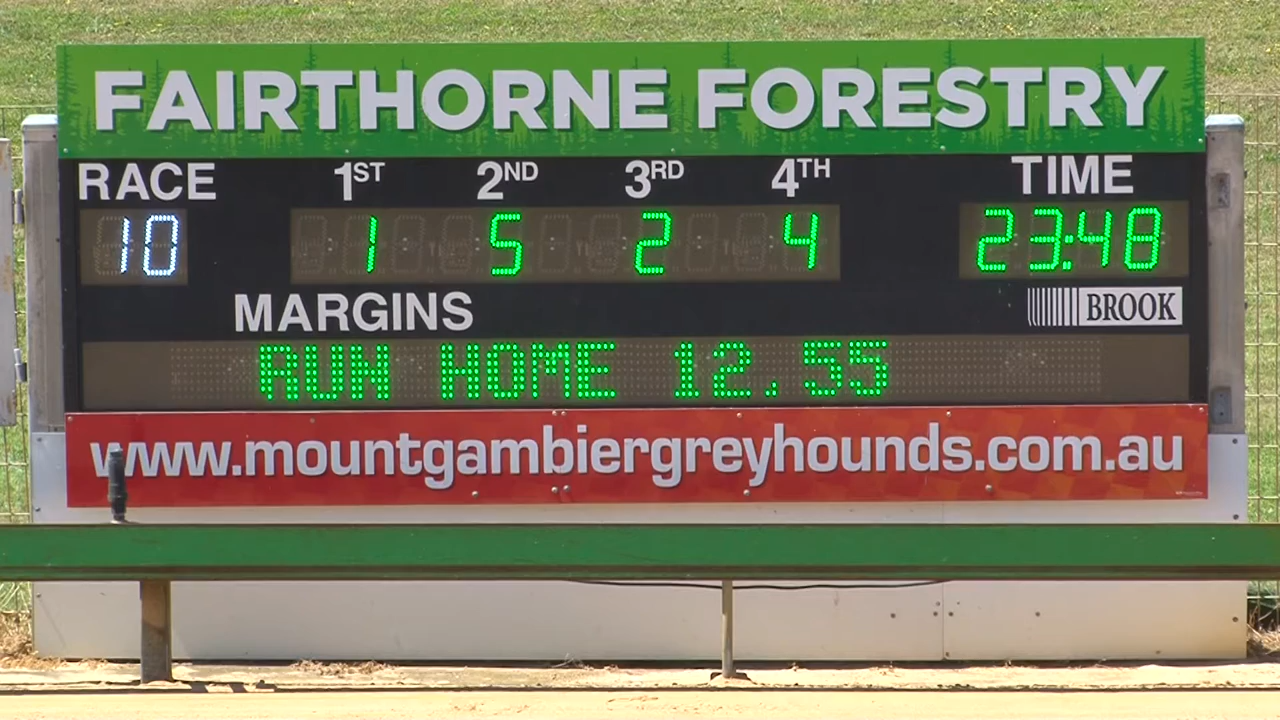 FAIRTHORNE FORESTRY
RACE 1ST 2ND 3RD 4TH TIME
10 1 5 2 4 23:48
MARGINS BROOK
RUN HOME 12.55
www.mountgambiergreyhounds.com.au